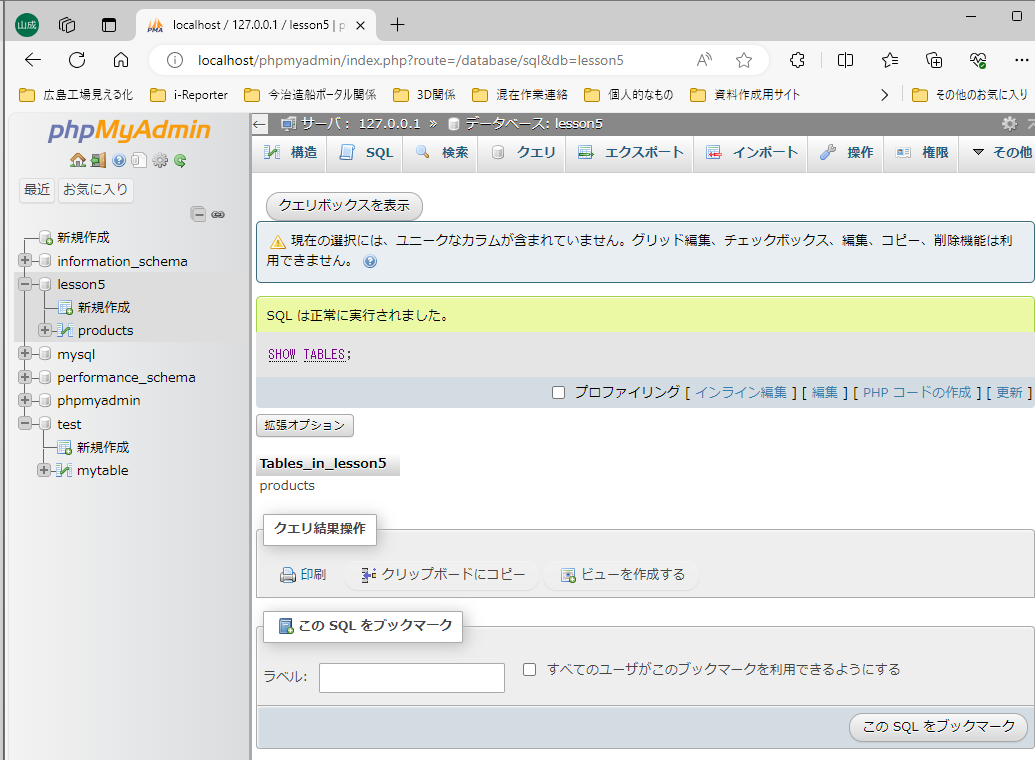 山成
localhost / 127.0.0.1 / lesson5 | p
localhost/phpmyadmin/index.php?route=/database/sql&db=lesson5
広島工場見える化 i-Reporter 今治造船ポータル関係 3D関係 混在作業連絡 個人的なもの 資料作成用サイト その他のお気に入り
phpMyAdmin
最近 お気に入り
新規作成
information_schema
lesson5
新規作成
products
mysql
performance_schema
phpmyadmin
test
新規作成
mytable
サーバ: 127.0.0.1 » データベース: lesson5
構造 SQL 検索 クエリ エクスポート インポート 操作 権限 その他
クエリボックスを表示
現在の選択には、ユニークなカラムが含まれていません。グリッド編集、チェックボックス、編集、コピー、削除機能は利
用できません。
SQL は正常に実行されました。
SHOW TABLES;
プロファイリング [ インライン編集 ] [ 編集 ] [ PHP コードの作成 ] [ 更新 ]
拡張オプション
Tables_in_lesson5
products
クエリ結果操作
印刷 クリップボードにコピー ビューを作成する
この SQL をブックマーク
ラベル: すべてのユーザがこのブックマークを利用できるようにする
この SQL をブックマーク